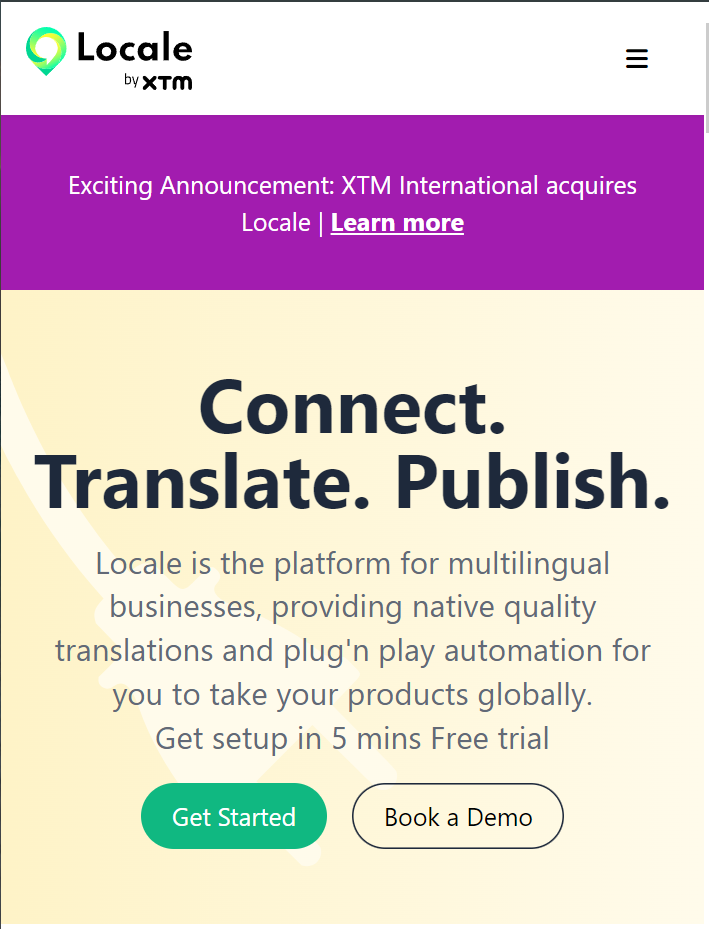 Locale
by XTM
Exciting Announcement: XTM International acquires
Locale | Learn more
Connect.
Translate. Publish.
Locale is the platform for multilingual
businesses, providing native quality
translations and plug'n play automation for
you to take your products globally.
Get setup in 5 mins Free trial
Get Started
Book a Demo